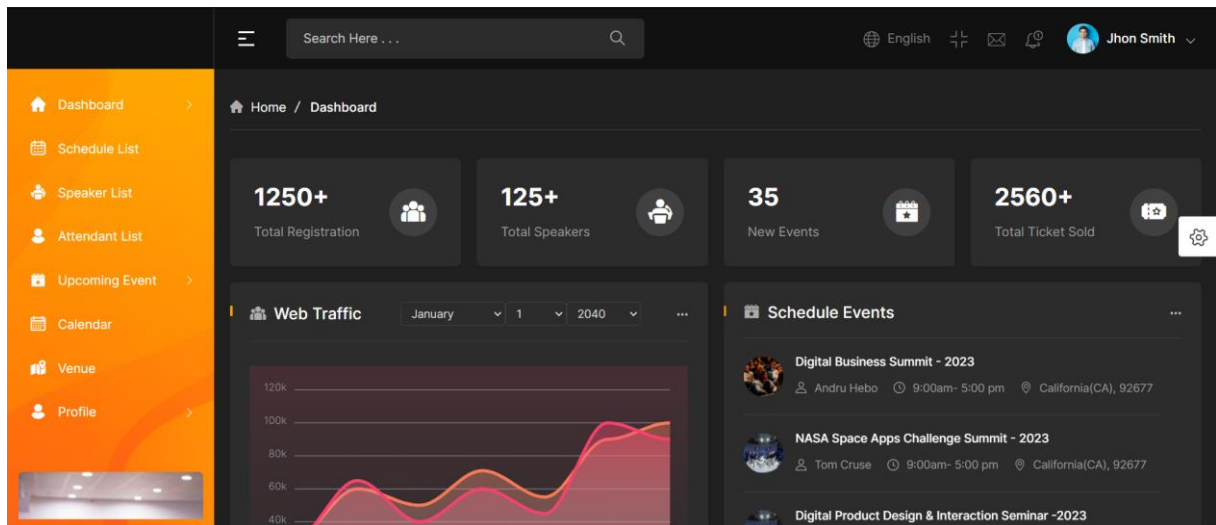 Search Here . . .
English
Jhon Smith
Dashboard
Schedule List
Speaker List
Attendant List
Upcoming Event
Calendar
Venue
Profile
Home / Dashboard
1250+
Total Registration
125+
Total Speakers
35
New Events
2560+
Total Ticket Sold
Web Traffic
January 1 2040
120k
100k
80k
60k
40k
Schedule Events
Digital Business Summit - 2023
Andru Hebo 9:00am- 5:00 pm California(CA), 92677
NASA Space Apps Challenge Summit - 2023
Tom Cruse 9:00am- 5:00 pm California(CA), 92677
Digital Product Design & Interaction Seminar -2023